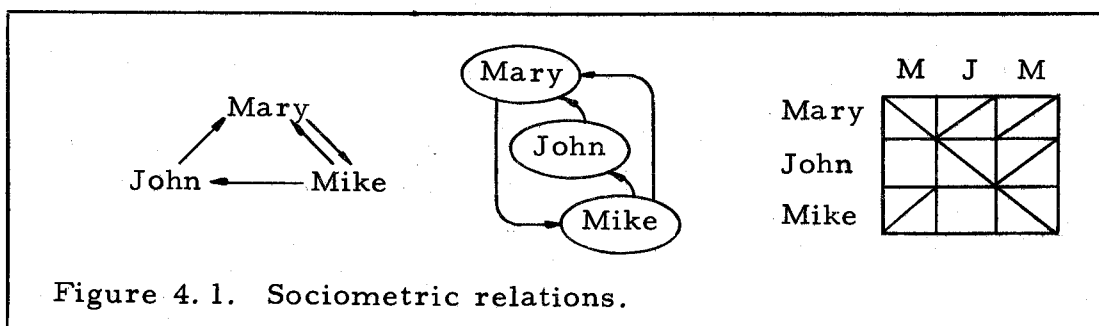 Mary
John Mike
Mary
John
Mike
M J M
Mary
John
Mike
Figure 4.1. Sociometric relations.